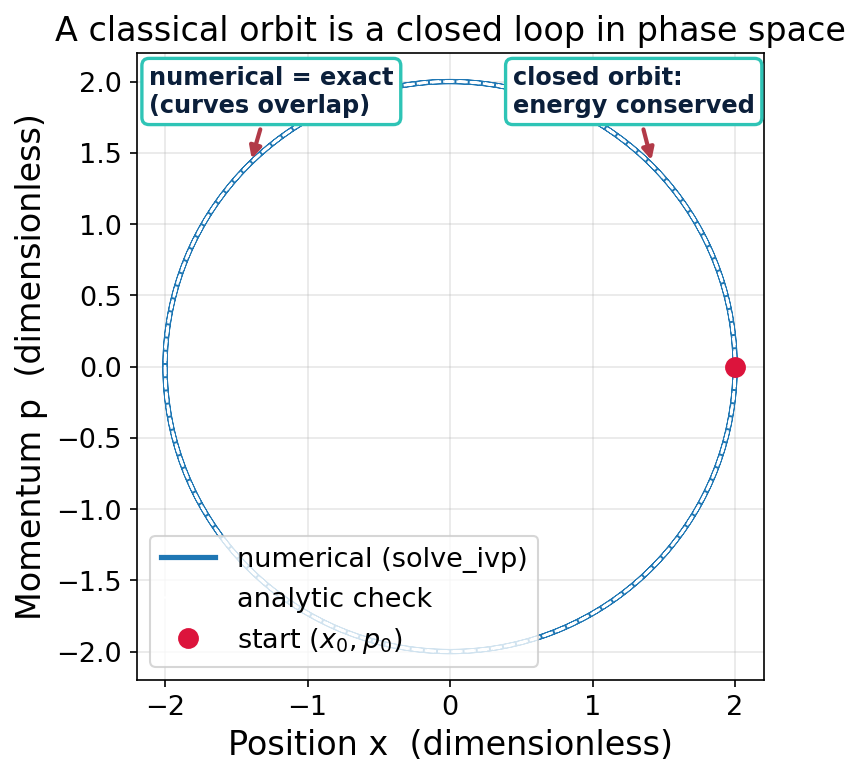 A classical orbit is a closed loop in phase space
numerical = exact
(curves overlap)
closed orbit:
energy conserved
Momentum p (dimensionless)
2.0
1.5
1.0
0.5
0.0
−0.5
−1.0
−1.5
−2.0
numerical (solve_ivp)
analytic check
start (x₀, p₀)
−2
−1
0
1
2
Position x (dimensionless)